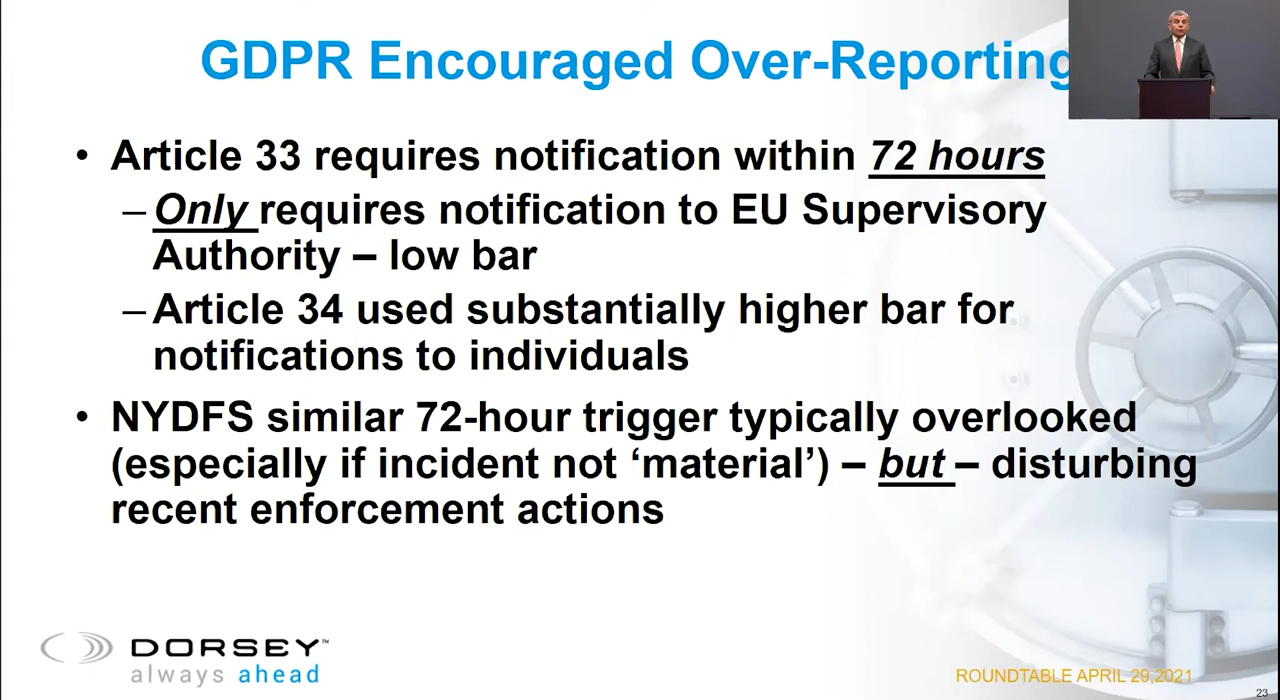 GDPR Encouraged Over-Reporting
• Article 33 requires notification within 72 hours
– Only requires notification to EU Supervisory
Authority – low bar
– Article 34 used substantially higher bar for
notifications to individuals
• NYDFS similar 72-hour trigger typically overlooked
(especially if incident not ‘material’) – but – disturbing
recent enforcement actions
DORSEY™
always ahead
ROUNDTABLE APRIL 29,2021
23